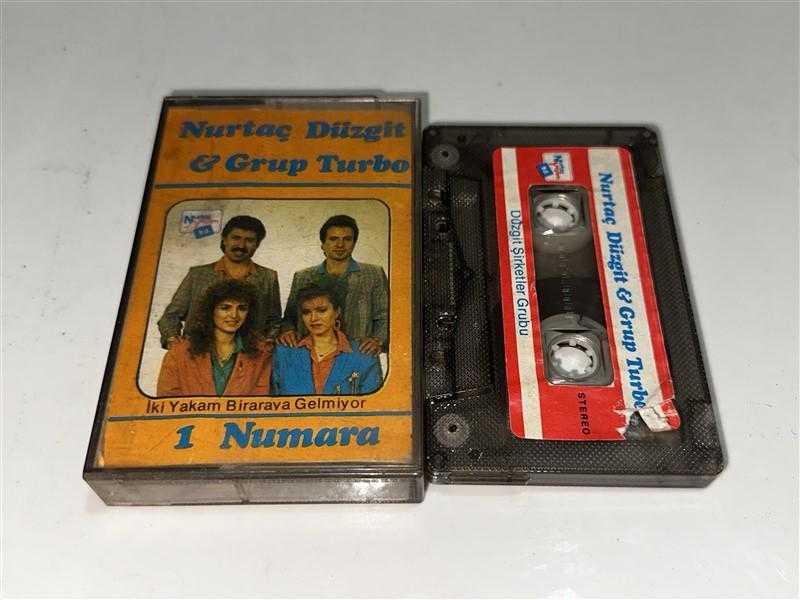 Nurtaç Düzgit
& Grup Turbo
İki Yakam Birarava Gelmiyor
1 Numara
Nurtaç Düzgit & Grup Turbo
Düzgit Şirketler Grubu
STEREO